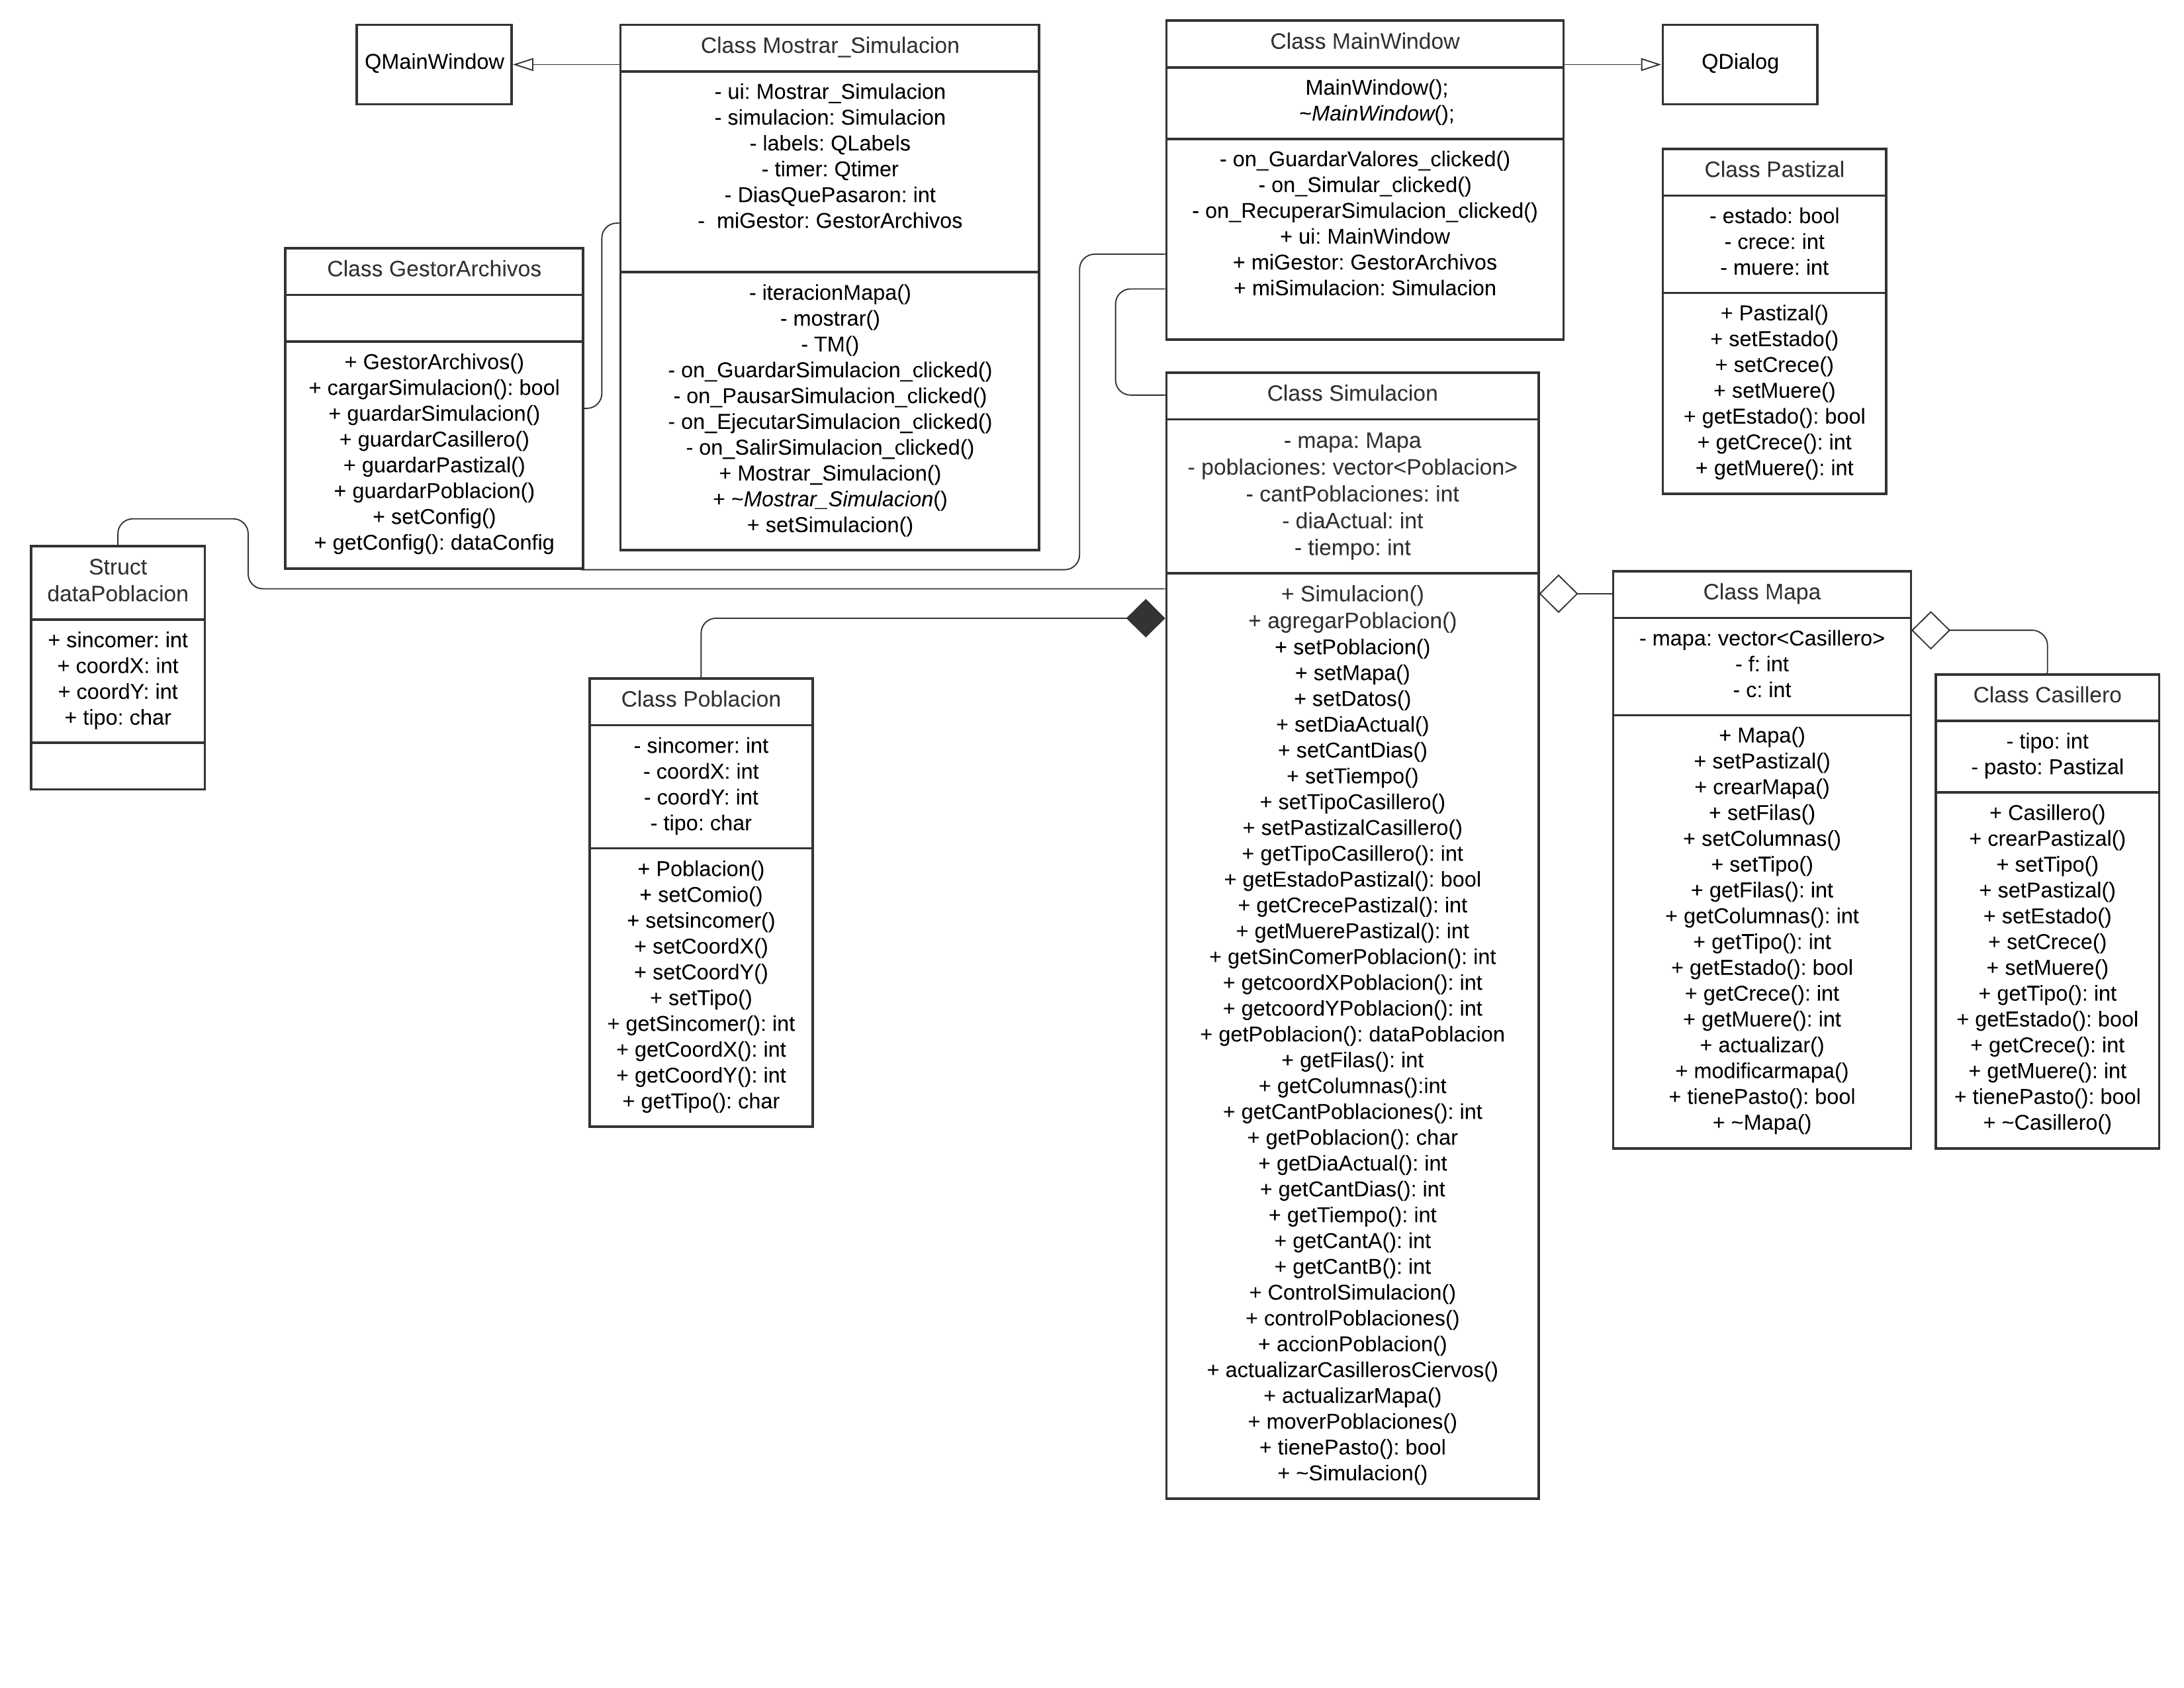 QMainWindow
Class Mostrar_Simulacion
- ui: Mostrar_Simulacion
- simulacion: Simulacion
- labels: QLabels
- timer: Qtimer
- DiasQuePasaron: int
- miGestor: GestorArchivos
- iteracionMapa()
- mostrar()
- TM()
- on_GuardarSimulacion_clicked()
- on_PausarSimulacion_clicked()
- on_EjecutarSimulacion_clicked()
- on_SalirSimulacion_clicked()
+ Mostrar_Simulacion()
+ ~Mostrar_Simulacion()
+ setSimulacion()
Class MainWindow
MainWindow();
~MainWindow();
- on_GuardarValores_clicked()
- on_Simular_clicked()
- on_RecuperarSimulacion_clicked()
+ ui: MainWindow
+ miGestor: GestorArchivos
+ miSimulacion: Simulacion
QDialog
Class Pastizal
- estado: bool
- crece: int
- muere: int
+ Pastizal()
+ setEstado()
+ setCrece()
+ setMuere()
+ getEstado(): bool
+ getCrece(): int
+ getMuere(): int
Class GestorArchivos
+ GestorArchivos()
+ cargarSimulacion(): bool
+ guardarSimulacion()
+ guardarCasillero()
+ guardarPastizal()
+ guardarPoblacion()
+ setConfig()
+ getConfig(): dataConfig
Struct
dataPoblacion
+ sincomer: int
+ coordX: int
+ coordY: int
+ tipo: char
Class Poblacion
- sincomer: int
- coordX: int
- coordY: int
- tipo: char
+ Poblacion()
+ setComio()
+ setsincomer()
+ setCoordX()
+ setCoordY()
+ setTipo()
+ getSincomer(): int
+ getCoordX(): int
+ getCoordY(): int
+ getTipo(): char
Class Simulacion
- mapa: Mapa
- poblaciones: vector<Poblacion>
- cantPoblaciones: int
- diaActual: int
- tiempo: int
+ Simulacion()
+ agregarPoblacion()
+ setPoblacion()
+ setMapa()
+ setDatos()
+ setDiaActual()
+ setCantDias()
+ setTiempo()
+ setTipoCasillero()
+ setPastizalCasillero()
+ getTipoCasillero(): int
+ getEstadoPastizal(): bool
+ getCrecePastizal(): int
+ getMuerePastizal(): int
+ getSinComerPoblacion(): int
+ getcoordXPoblacion(): int
+ getcoordYPoblacion(): int
+ getPoblacion(): dataPoblacion
+ getFilas(): int
+ getColumnas():int
+ getCantPoblaciones(): int
+ getPoblacion(): char
+ getDiaActual(): int
+ getCantDias(): int
+ getTiempo(): int
+ getCantA(): int
+ getCantB(): int
+ ControlSimulacion()
+ controlPoblaciones()
+ accionPoblacion()
+ actualizarCasillerosCiervos()
+ actualizarMapa()
+ moverPoblaciones()
+ tienePasto(): bool
+ ~Simulacion()
Class Mapa
- mapa: vector<Casillero>
- f: int
- c: int
+ Mapa()
+ setPastizal()
+ crearMapa()
+ setFilas()
+ setColumnas()
+ setTipo()
+ getFilas(): int
+ getColumnas(): int
+ getTipo(): int
+ getEstado(): bool
+ getCrece(): int
+ getMuere(): int
+ actualizar()
+ modificarmapa()
+ tienePasto(): bool
+ ~Mapa()
Class Casillero
- tipo: int
- pasto: Pastizal
+ Casillero()
+ crearPastizal()
+ setTipo()
+ setPastizal()
+ setEstado()
+ setCrece()
+ setMuere()
+ getTipo(): int
+ getEstado(): bool
+ getCrece(): int
+ getMuere(): int
+ tienePasto(): bool
+ ~Casillero()